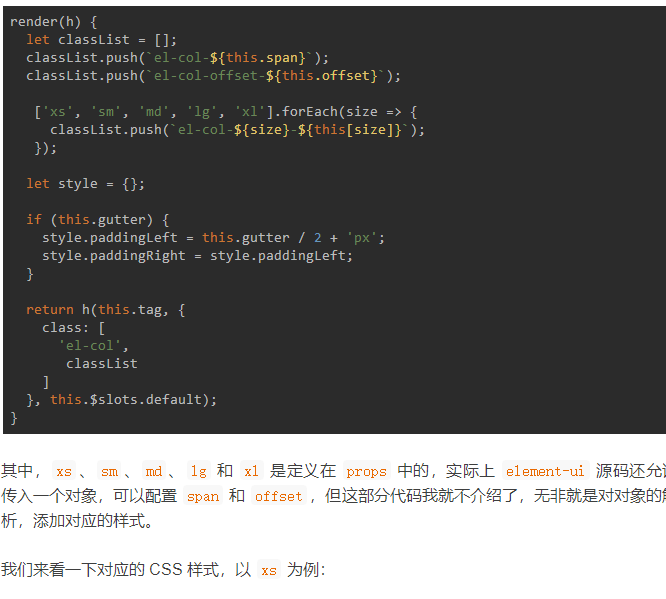 render(h) {
  let classList = [];
  classList.push(`el-col-${this.span}`);
  classList.push(`el-col-offset-${this.offset}`);

   ['xs', 'sm', 'md', 'lg', 'xl'].forEach(size => {
     classList.push(`el-col-${size}-${this[size]}`);
   });

  let style = {};

  if (this.gutter) {
    style.paddingLeft = this.gutter / 2 + 'px';
    style.paddingRight = style.paddingLeft;
  }

  return h(this.tag, {
    class: [
      'el-col',
       classList
    ]
  }, this.$slots.default);
}
其中， xs 、 sm 、 md 、 lg 和 xl 是定义在 props 中的，实际上 element-ui 源码还允
传入一个对象，可以配置 span 和 offset ，但这部分代码我就不介绍了，无非就是对对象的
析，添加对应的样式。
我们来看一下对应的 CSS 样式，以 xs 为例：